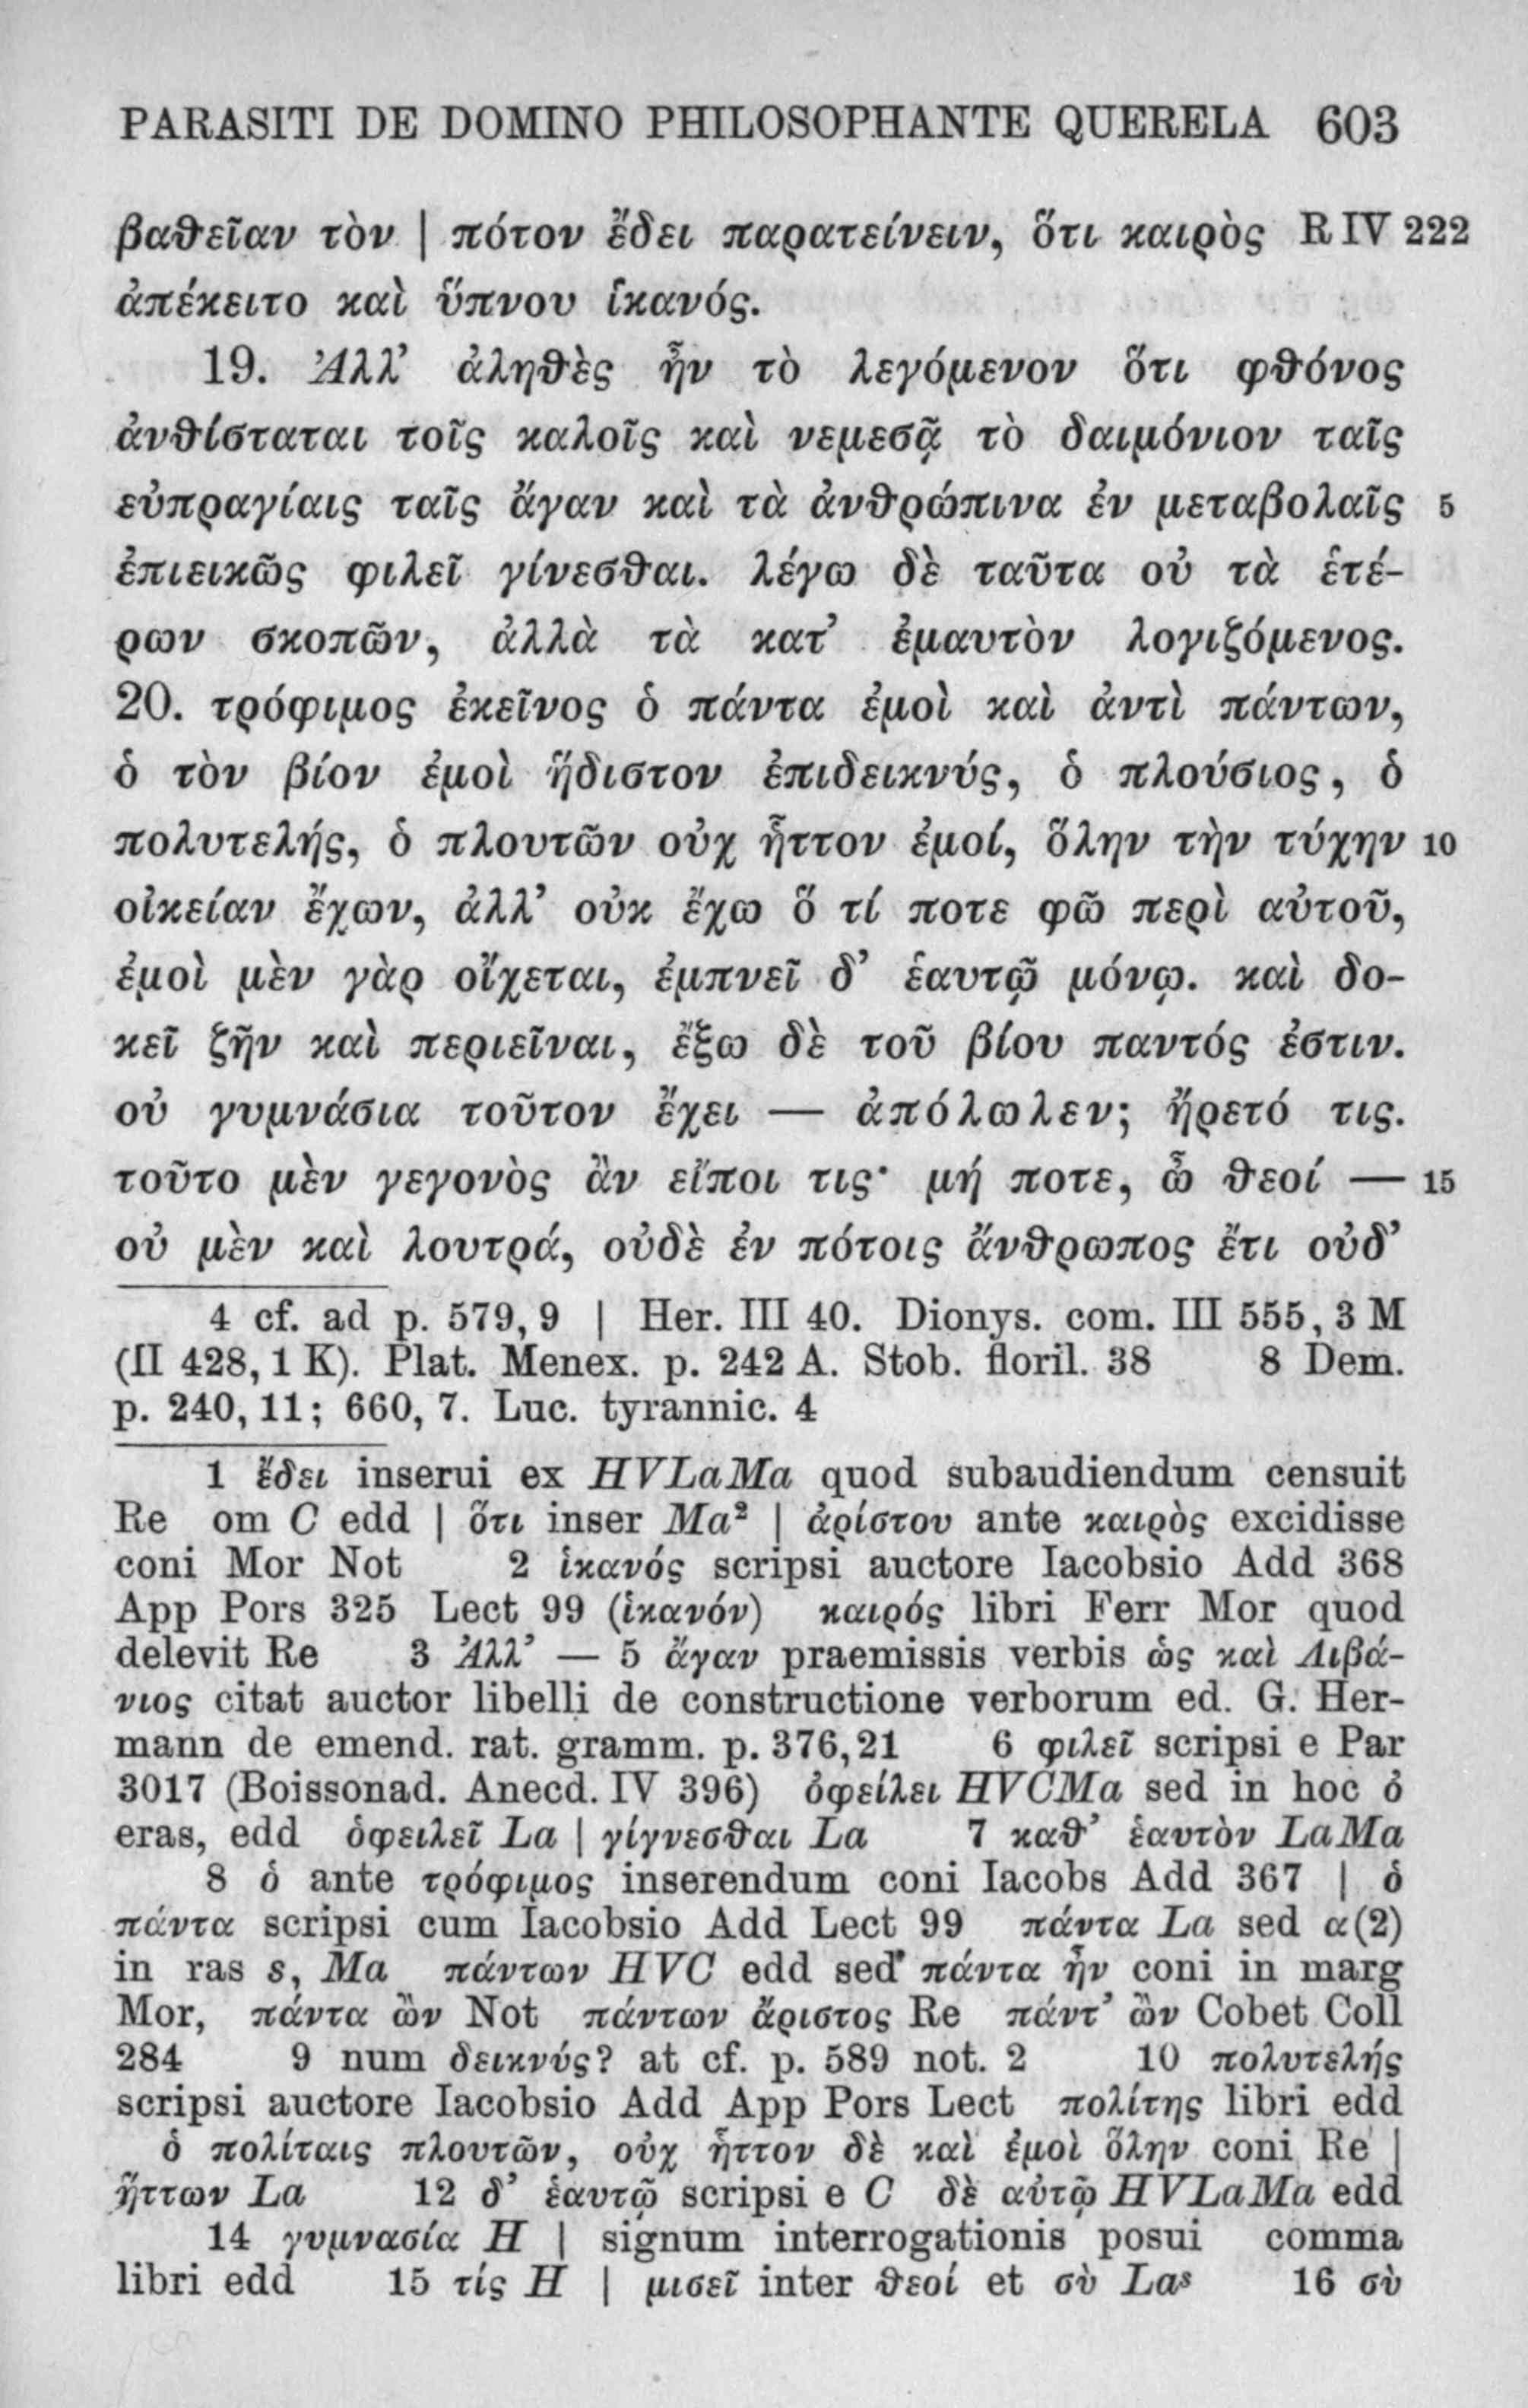 PARASITI DE DOMINO PHILOSOPHANTE QUERELA 603
βαθεῖαν τὸν | πότον ἔδει παρατείνειν, ὅτι καιρὸς R IV 222
ἀπέκειτο καὶ ὕπνου ἱκανός.
19. Ἀλλ’ ἀληθὲς ἦν τὸ λεγόμενον ὅτι φθόνος
ἀνθίσταται τοῖς καλοῖς καὶ νεμεσᾷ τὸ δαιμόνιον ταῖς
εὐπραγίαις ταῖς ἄγαν καὶ τὰ ἀνθρώπινα ἐν μεταβολαῖς 5
ἐπιεικῶς φιλεῖ γίνεσθαι. λέγω δὲ ταῦτα οὐ τὰ ἑτέ-
ρων σκοπῶν, ἀλλὰ τὰ κατ’ ἐμαυτὸν λογιζόμενος.
20. τρόφιμος ἐκεῖνος ὁ πάντα ἐμοὶ καὶ ἀντὶ πάντων,
ὁ τὸν βίον ἐμοὶ ἥδιστον ἐπιδεικνύς, ὁ πλούσιος, ὁ
πολυτελής, ὁ πλουτῶν οὐχ ἧττον ἐμοί, ὅλην τὴν τύχην 10
οἰκείαν ἔχων, ἀλλ’ οὐκ ἔχω ὅ τί ποτε φῶ περὶ αὐτοῦ,
ἐμοὶ μὲν γὰρ οἴχεται, ἐμπνεῖ δ’ ἑαυτῷ μόνῳ. καὶ δο-
κεῖ ζῆν καὶ περιεῖναι, ἔξω δὲ τοῦ βίου παντός ἐστιν.
οὐ γυμνάσια τοῦτον ἔχει — ἀπόλωλεν; ἤρετό τις.
τοῦτο μὲν γεγονὸς ἂν εἴποι τις· μή ποτε, ὦ θεοί — 15
οὐ μὲν καὶ λουτρά, οὐδὲ ἐν πότοις ἄνθρωπος ἔτι οὐδ’
4 cf. ad p. 579, 9 | Her. III 40. Dionys. com. III 555, 3 M
(II 428, 1 K). Plat. Menex. p. 242 A. Stob. floril. 38 8 Dem.
p. 240, 11; 660, 7. Luc. tyrannic. 4
1 ἔδει inserui ex HVLaMa quod subaudiendum censuit
Re om C edd | ὅτι inser Ma² | ἀρίστου ante καιρὸς excidisse
coni Mor Not 2 ἱκανός scripsi auctore Iacobsio Add 368
App Pors 325 Lect 99 (ἱκανόν) καιρός libri Ferr Mor quod
delevit Re 3 Ἀλλ’ — 5 ἄγαν praemissis verbis ὡς καὶ Λιβά-
νιος citat auctor libelli de constructione verborum ed. G. Her-
mann de emend. rat. gramm. p. 376, 21 6 φιλεῖ scripsi e Par
3017 (Boissonad. Anecd. IV 396) ὀφείλει HVCMa sed in hoc ὀ
eras, edd ὀφειλεῖ La | γίγνεσθαι La 7 καθ’ ἑαυτὸν LaMa
8 ὁ ante τρόφιμος inserendum coni Iacobs Add 367 | ὁ
πάντα scripsi cum Iacobsio Add Lect 99 πάντα La sed α(2)
in ras s, Ma πάντων HVC edd sed πάντα ἦν coni in marg
Mor, πάντα ὢν Not πάντων ἄριστος Re πάντ’ ὢν Cobet Coll
284 9 num δεικνύς? at cf. p. 589 not. 2 10 πολυτελής
scripsi auctore Iacobsio Add App Pors Lect πολίτης libri edd
ὁ πολίταις πλουτῶν, οὐχ ἧττον δὲ καὶ ἐμοὶ ὅλην coni Re |
ἥττων La 12 δ’ ἑαυτῷ scripsi e C δὲ αὐτῷ HVLaMa edd
14 γυμνασία H | signum interrogationis posui comma
libri edd 15 τίς H | μισεῖ inter θεοί et σὺ Laˢ 16 σὺ